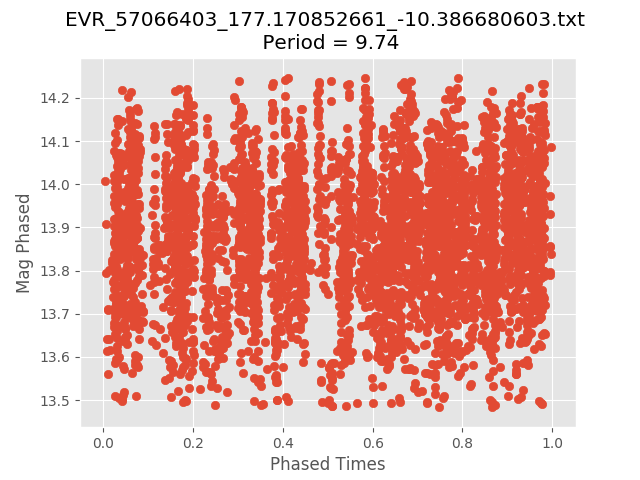 EVR_57066403_177.170852661_-10.386680603.txt
Period = 9.74
14.2
14.1
14.0
13.9
13.8
13.7
13.6
13.5
Mag Phased
0.0 0.2 0.4 0.6 0.8 1.0
Phased Times